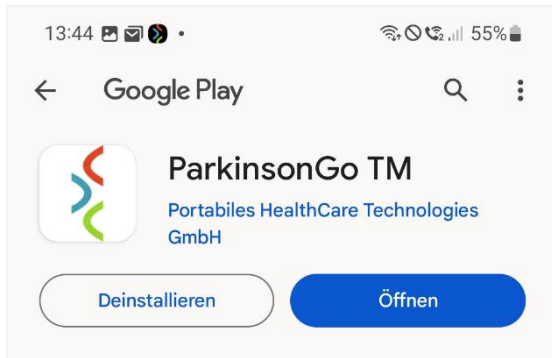 13:44 55%
Google Play
ParkinsonGo TM
Portabiles HealthCare Technologies
GmbH
Deinstallieren Öffnen